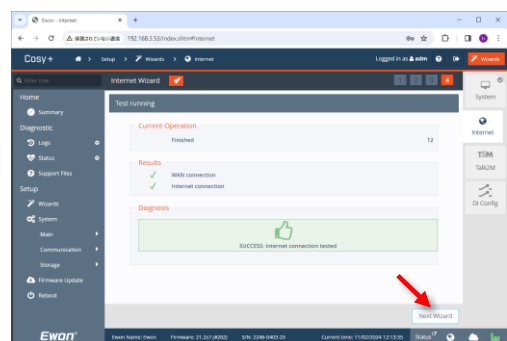 Ewon - Internet
保護されていない通信 192.168.3.53/index.shtm#Internet
Cosy+ Setup > Wizards > Internet Logged in as adm Wizards
Filter tree
Internet Wizard 1 2 3 4
System
Home
Summary
Test running
Diagnostic
Current Operation
Internet
Logs
Finished 12
Status
Results
T2M
Talk2M
Support Files
WAN connection
Setup
Internet connection
Wizards
DI Config
System
Diagnosis
Main
SUCCESS: Internet connection tested
Communication
Storage
Firmware Update
Reboot
Next Wizard
Ewon
Ewon Name: Ewon Firmware: 21.2s7 (#202) S/N: 2246-0403-25 Current time: 11/02/2024 12:13:35 Status